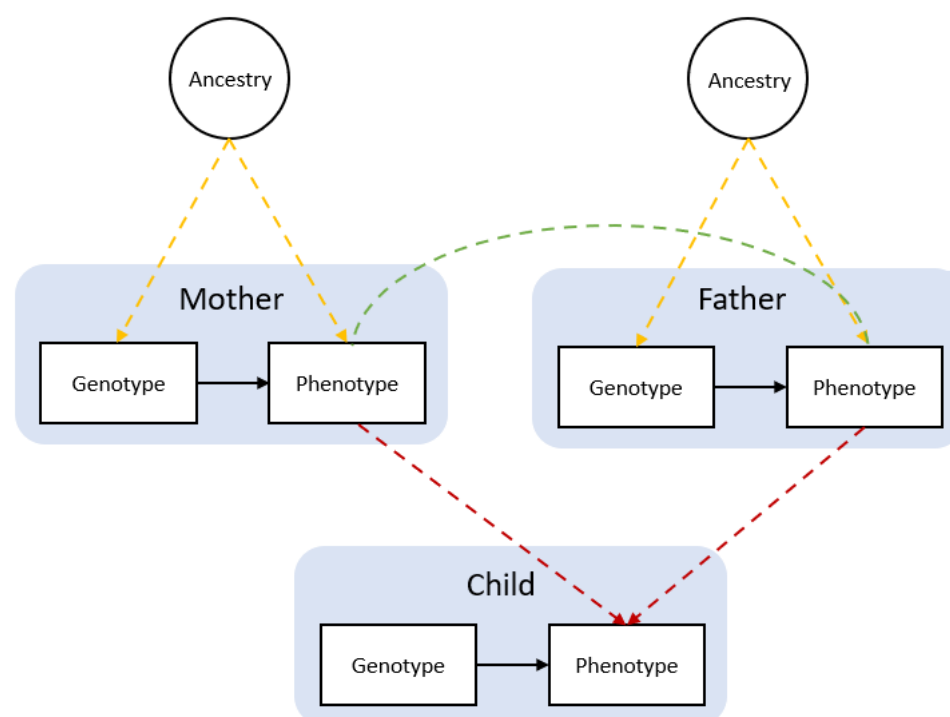 Ancestry
Ancestry
Mother
Father
Genotype
Phenotype
Genotype
Phenotype
Child
Genotype
Phenotype